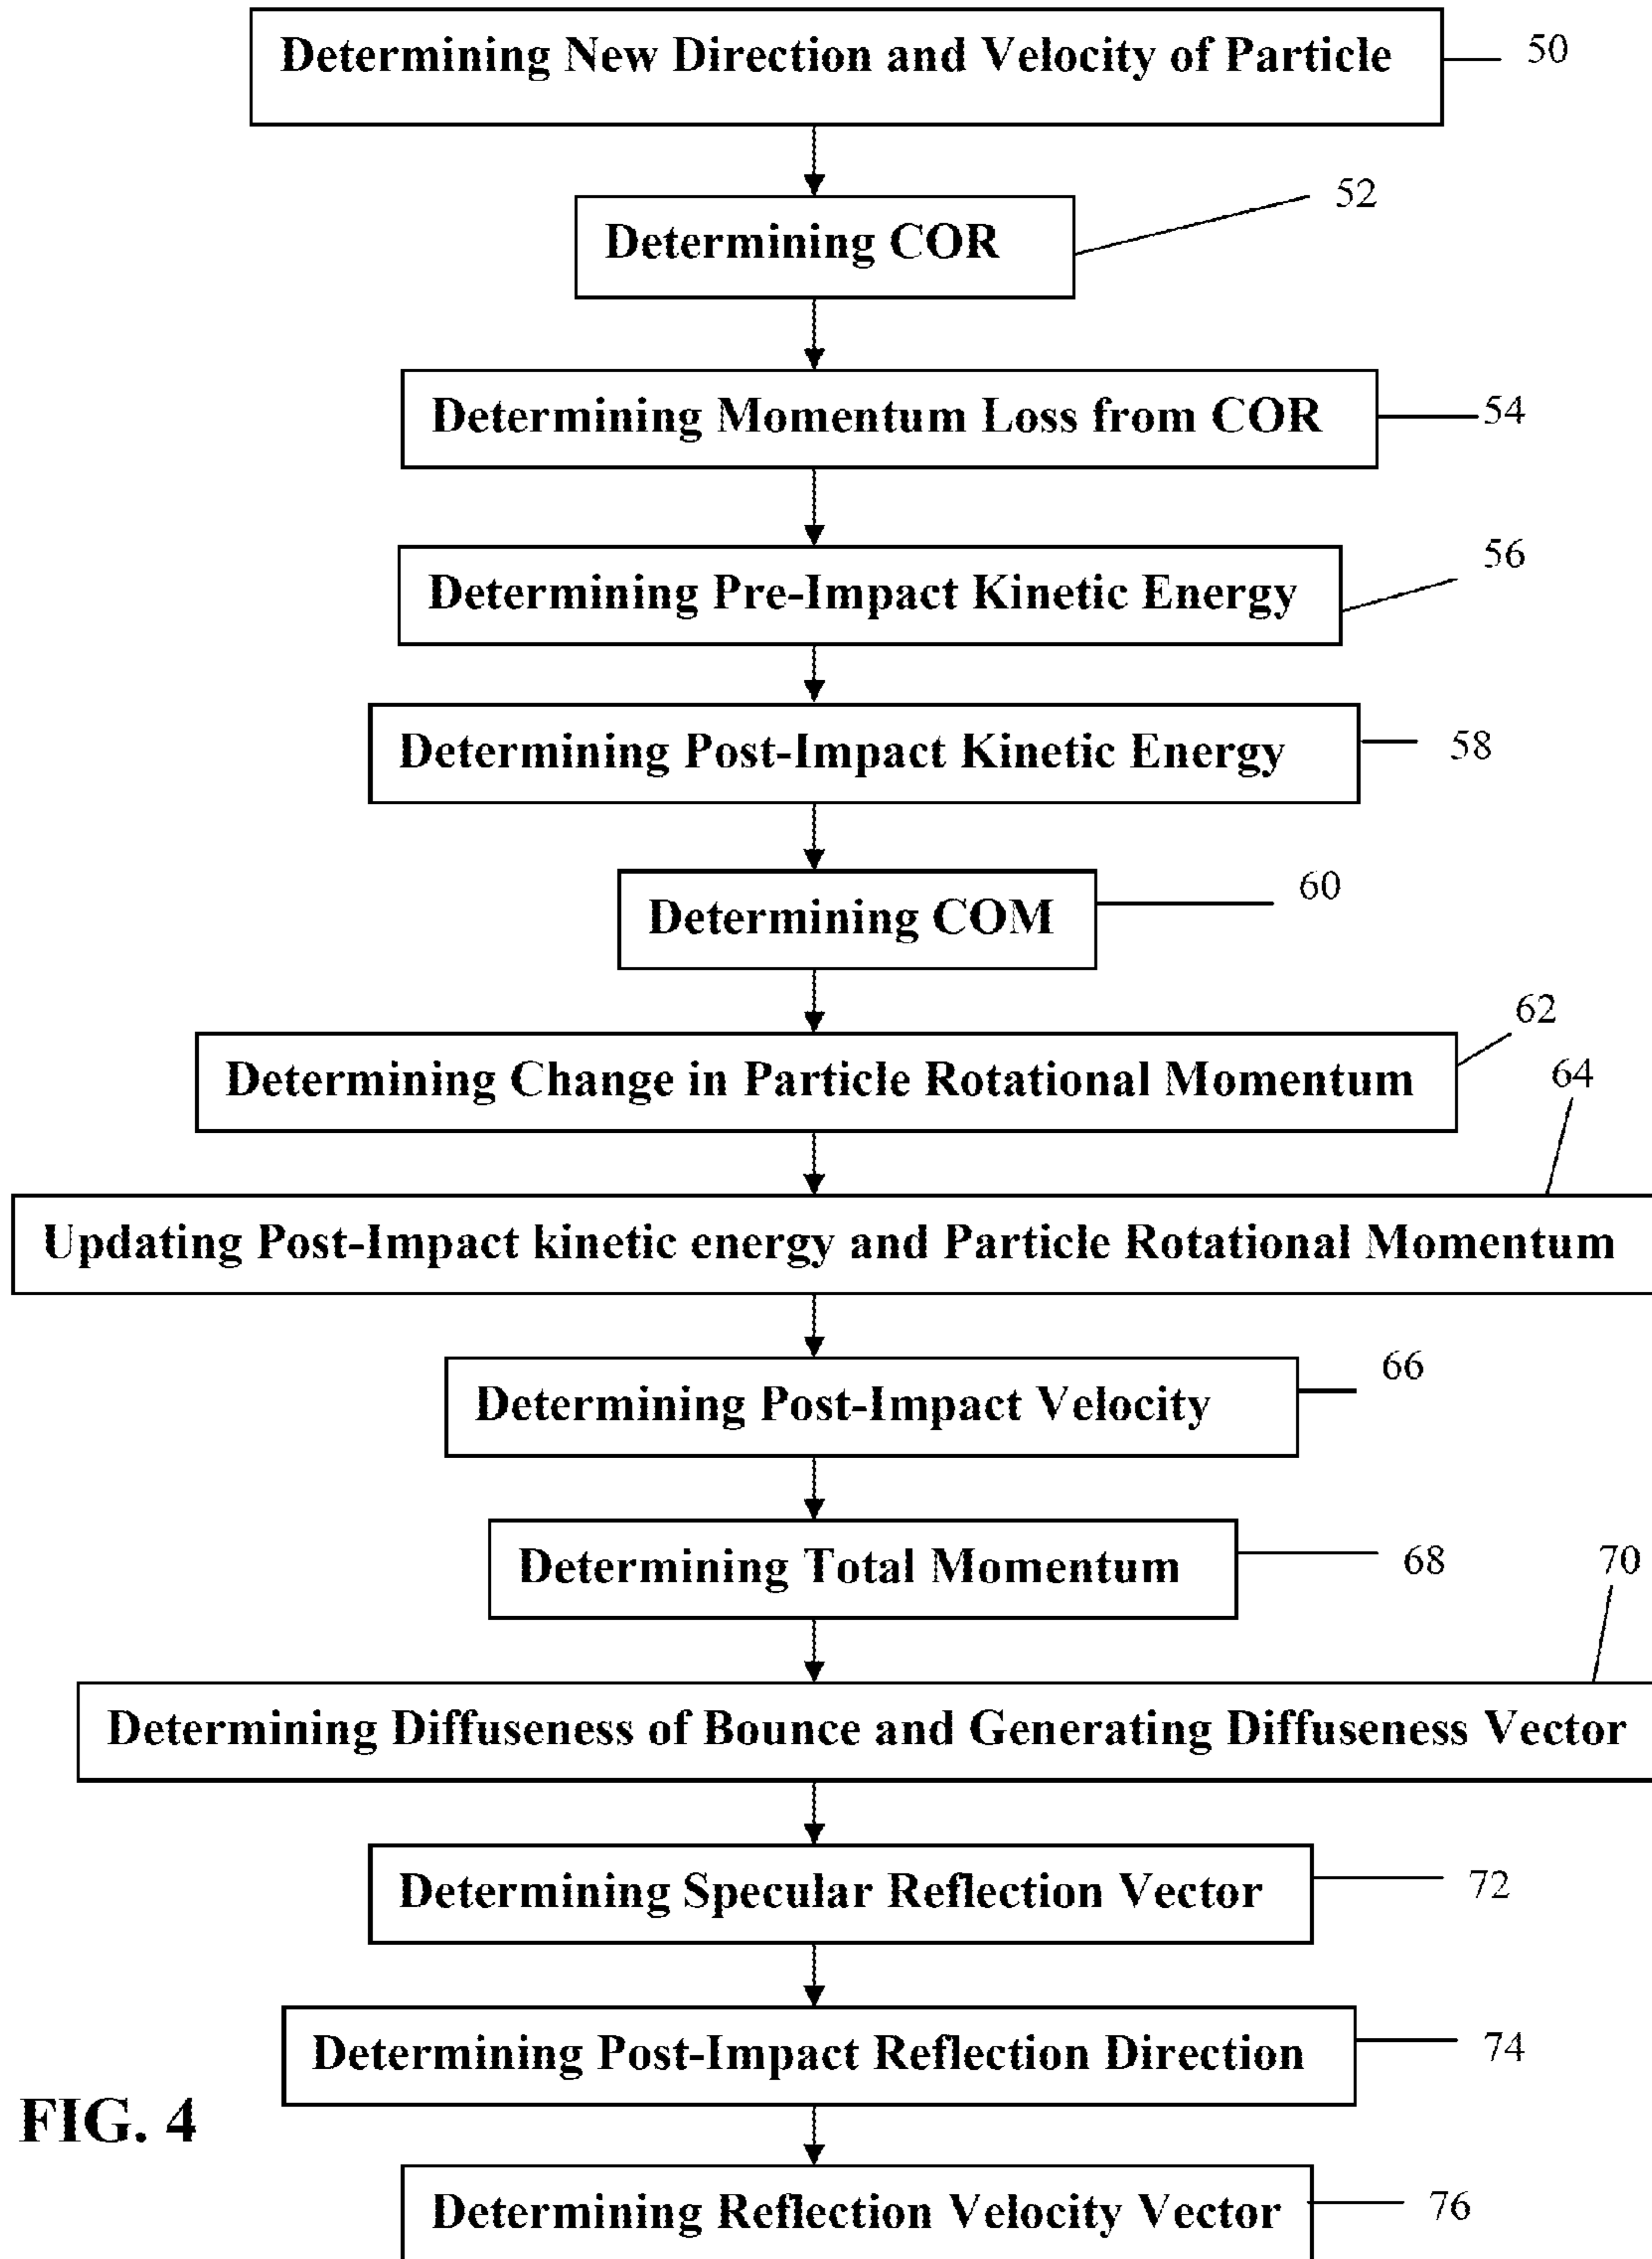 Determining New Direction and Velocity of Particle
50
Determining COR
52
Determining Momentum Loss from COR
54
Determining Pre-Impact Kinetic Energy
56
Determining Post-Impact Kinetic Energy
58
Determining COM
60
Determining Change in Particle Rotational Momentum
62
Updating Post-Impact kinetic energy and Particle Rotational Momentum
64
Determining Post-Impact Velocity
66
Determining Total Momentum
68
Determining Diffuseness of Bounce and Generating Diffuseness Vector
70
Determining Specular Reflection Vector
72
Determining Post-Impact Reflection Direction
74
FIG. 4
Determining Reflection Velocity Vector
76